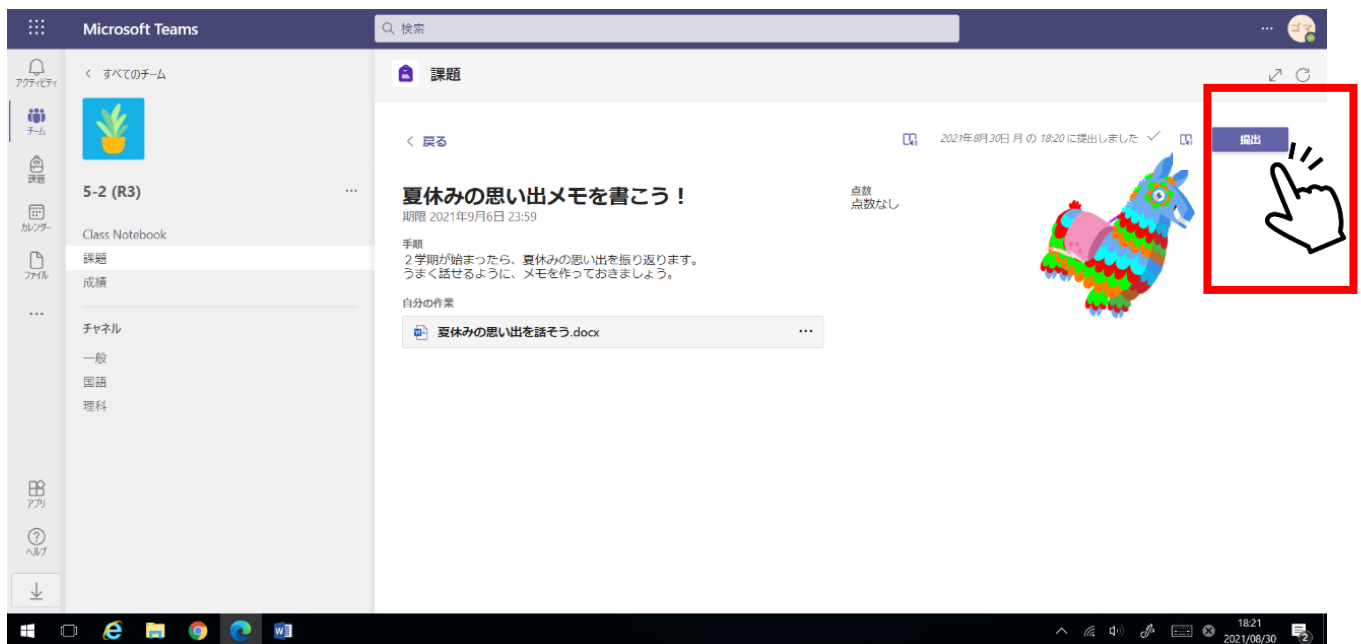 Microsoft Teams
検索
ゴマ
アクティビティ
チーム
課題
カレンダー
ファイル
アプリ
ヘルプ
すべてのチーム
5-2 (R3)
Class Notebook
課題
成績
チャネル
一般
国語
理科
課題
戻る
2021年8月30日 月 の 18:20 に提出しました
提出
夏休みの思い出メモを書こう！
期限 2021年9月6日 23:59
点数
点数なし
手順
２学期が始まったら、夏休みの思い出を振り返ります。
うまく話せるように、メモを作っておきましょう。
自分の作業
夏休みの思い出を話そう.docx
18:21
2021/08/30
2